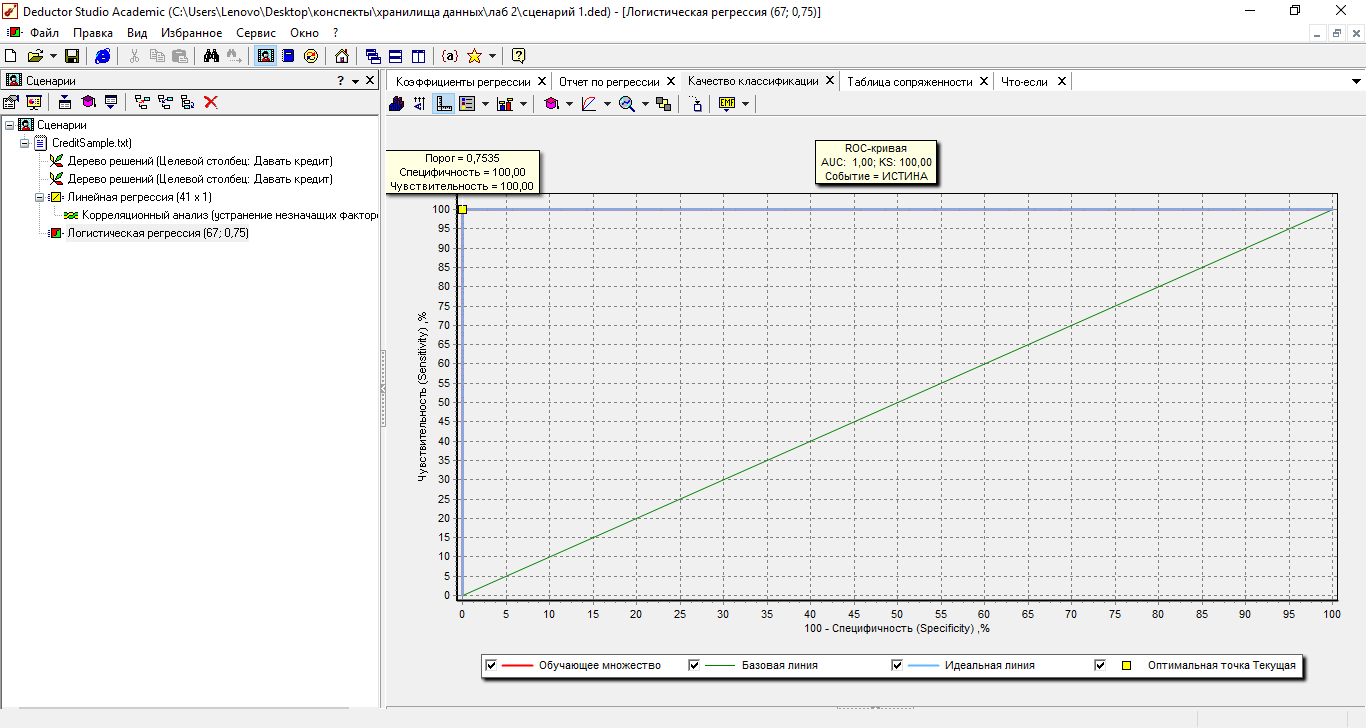 Deductor Studio Academic (C:\Users\Lenovo\Desktop\конспекты\хранилища данных\лаб 2\сценарий 1.ded) - [Логистическая регрессия (67; 0,75)]
Файл Правка Вид Избранное Сервис Окно ?
{a}
Сценарии ?
Сценарии
CreditSample.txt)
Дерево решений (Целевой столбец: Давать кредит)
Дерево решений (Целевой столбец: Давать кредит)
Линейная регрессия (41 x 1)
Корреляционный анализ (устранение незначащих факторо
Логистическая регрессия (67; 0,75)
Коэффициенты регрессии X Отчет по регрессии X Качество классификации X Таблица сопряженности X Что-если X
EMF
ROC-кривая
AUC: 1,00; KS: 100,00
Событие = ИСТИНА
Порог = 0,7535
Специфичность = 100,00
Чувствительность = 100,00
100
95
90
85
80
75
70
65
60
55
50
45
40
35
30
25
20
15
10
5
0
Чувствительность (Sensitivity) ,%
0 5 10 15 20 25 30 35 40 45 50 55 60 65 70 75 80 85 90 95 100
100 - Специфичность (Specificity) ,%
Обучающее множество Базовая линия Идеальная линия Оптимальная точка Текущая